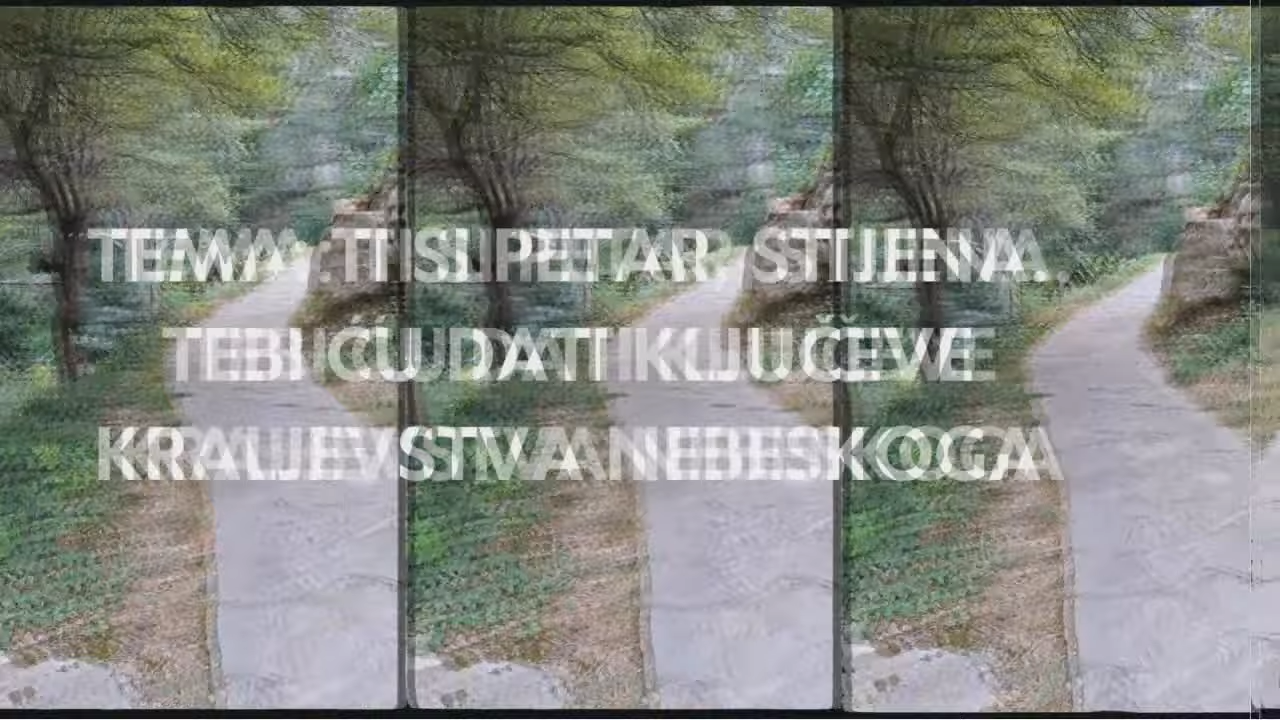 TEMA: TI SI PETAR STIJENA.
TEBI ĆU DATI KLJUČEVE
KRALJEVSTVA NEBESKOGA